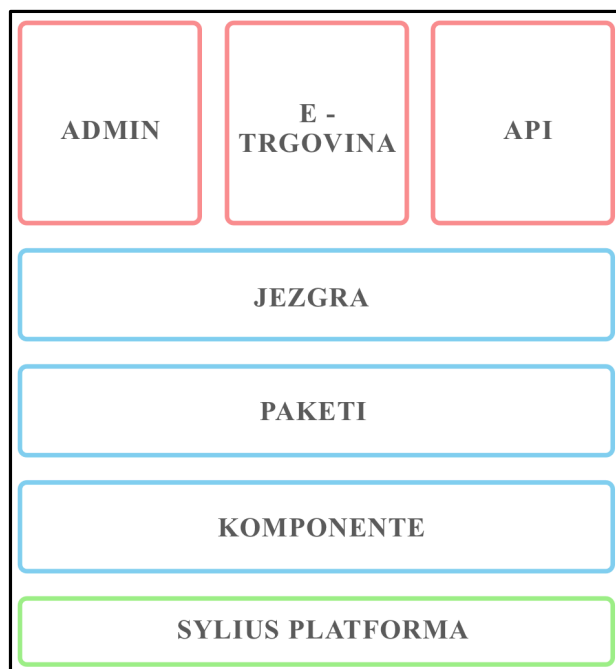 ADMIN
E -
TRGOVINA
API
JEZGRA
PAKETI
KOMPONENTE
SYLIUS PLATFORMA